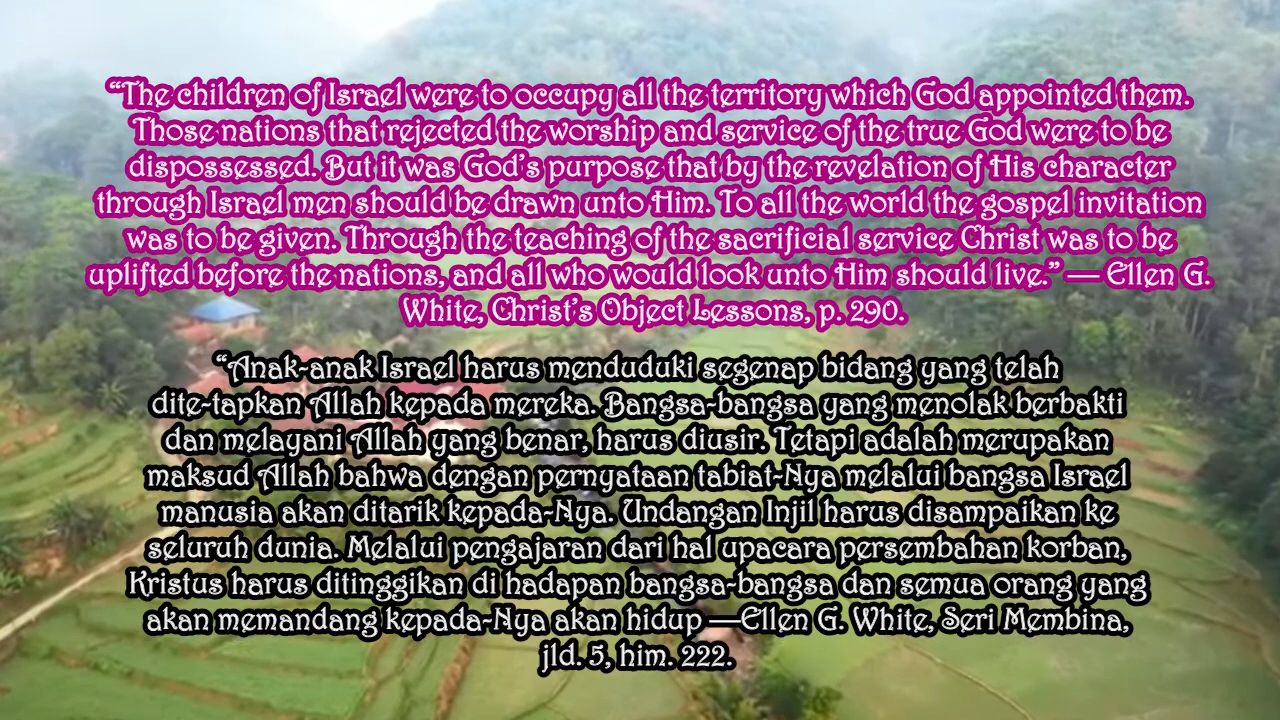 “The children of Israel were to occupy all the territory which God appointed them.
Those nations that rejected the worship and service of the true God were to be
dispossessed. But it was God’s purpose that by the revelation of His character
through Israel men should be drawn unto Him. To all the world the gospel invitation
was to be given. Through the teaching of the sacrificial service Christ was to be
uplifted before the nations, and all who would look unto Him should live.” — Ellen G.
White, Christ’s Object Lessons, p. 290.
“Anak-anak Israel harus menduduki segenap bidang yang telah
dite-tapkan Allah kepada mereka. Bangsa-bangsa yang menolak berbakti
dan melayani Allah yang benar, harus diusir. Tetapi adalah merupakan
maksud Allah bahwa dengan pernyataan tabiat-Nya melalui bangsa Israel
manusia akan ditarik kepada-Nya. Undangan Injil harus disampaikan ke
seluruh dunia. Melalui pengajaran dari hal upacara persembahan korban,
Kristus harus ditinggikan di hadapan bangsa-bangsa dan semua orang yang
akan memandang kepada-Nya akan hidup —Ellen G. White, Seri Membina,
jld. 5, him. 222.